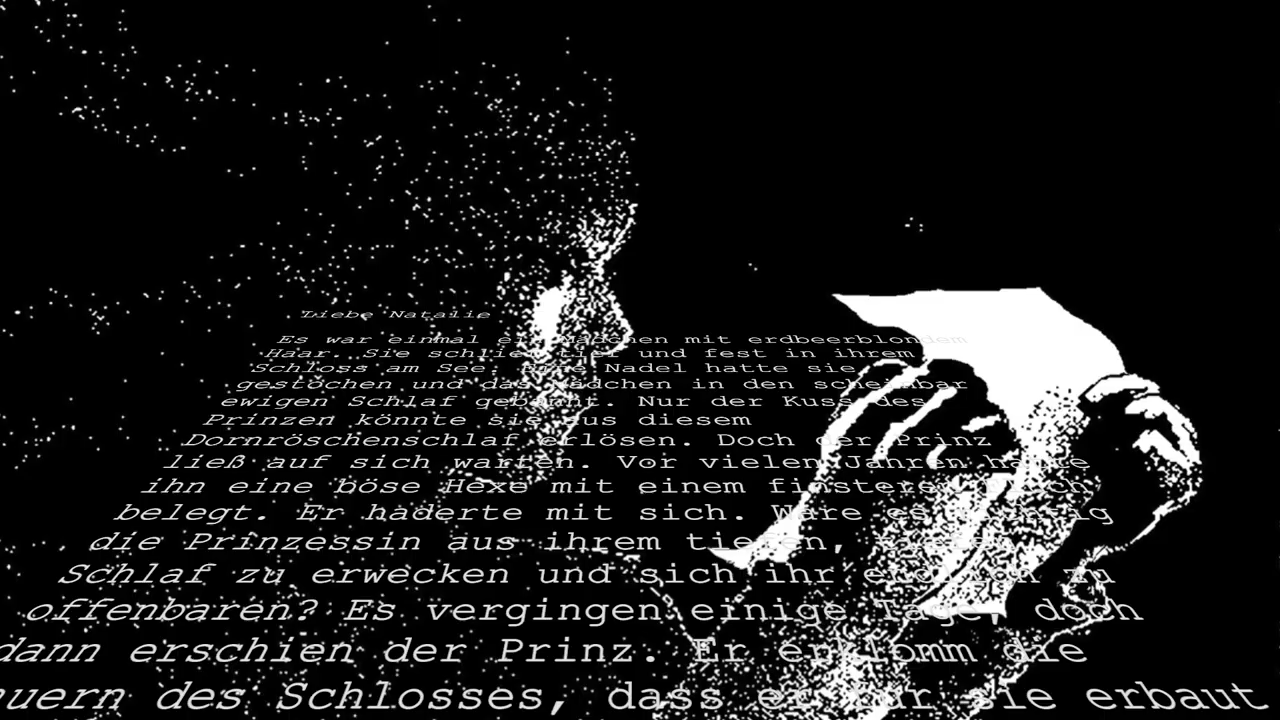 Liebe Natalie
Es war einmal ein Mädchen mit erdbeerblondem
Haar. Sie schlief tief und fest in ihrem
Schloss am See. Eine Nadel hatte sie
gestochen und das Mädchen in den scheinbar
ewigen Schlaf gebannt. Nur der Kuss des
Prinzen könnte sie aus diesem
Dornröschenschlaf erlösen. Doch der Prinz
ließ auf sich warten. Vor vielen Jahren hatte
ihn eine böse Hexe mit einem finsteren
belegt. Er haderte mit sich. Wäre es
die Prinzessin aus ihrem tiefen,
Schlaf zu erwecken und sich ihr zu
offenbaren? Es vergingen einige Tage, doch
dann erschien der Prinz. Er erklomm die
des Schlosses, dass er für sie erbaut